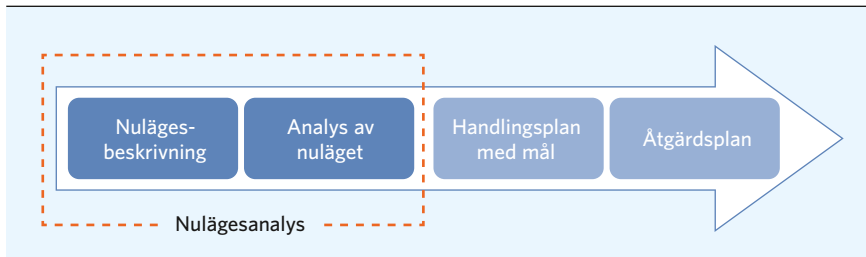 Nuläges-
beskrivning
Analys av
nuläget
Handlingsplan
med mål
Åtgärdsplan
Nulägesanalys